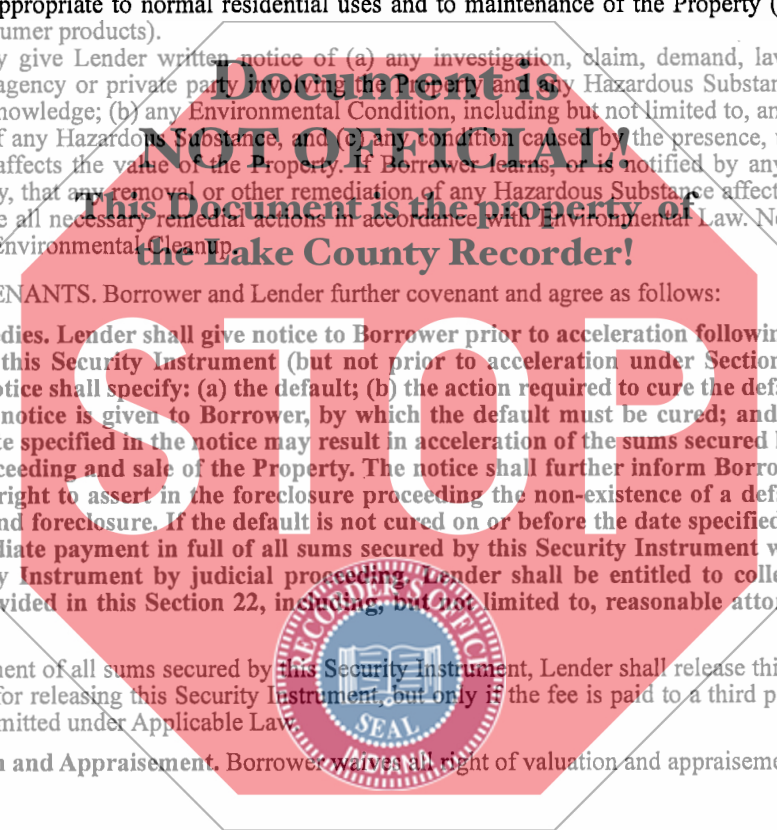 ppropriate to normal residential uses and to maintenance of the Property (
umer products).
y give Lender written notice of (a) any investigation, claim, demand, la
agency or private party involving the Property and any Hazardous Substan
nowledge; (b) any Environmental Condition, including but not limited to, an
f any Hazardous Substance, and (c) any condition caused by the presence,
affects the value of the Property. If Borrower learns, or is notified by any
y, that any removal or other remediation of any Hazardous Substance affect
e all necessary remedial actions in accordance with Environmental Law. No
Environmental Cleanup.
Document is
NOT OFFICIAL!
This Document is the property of
the Lake County Recorder!
ENANTS. Borrower and Lender further covenant and agree as follows:
dies. Lender shall give notice to Borrower prior to acceleration followin
this Security Instrument (but not prior to acceleration under Section
otice shall specify: (a) the default; (b) the action required to cure the def
notice is given to Borrower, by which the default must be cured; and
te specified in the notice may result in acceleration of the sums secured
ceeding and sale of the Property. The notice shall further inform Borro
right to assert in the foreclosure proceeding the non-existence of a def
nd foreclosure. If the default is not cured on or before the date specified
diate payment in full of all sums secured by this Security Instrument w
y Instrument by judicial proceeding. Lender shall be entitled to colle
vided in this Section 22, including, but not limited to, reasonable atto
STOP
ment of all sums secured by this Security Instrument, Lender shall release thi
for releasing this Security Instrument, but only if the fee is paid to a third p
mitted under Applicable Law.
n and Appraisement. Borrower waives all right of valuation and appraiseme
RECORDER'S OFFICE
SEAL
INDIANA